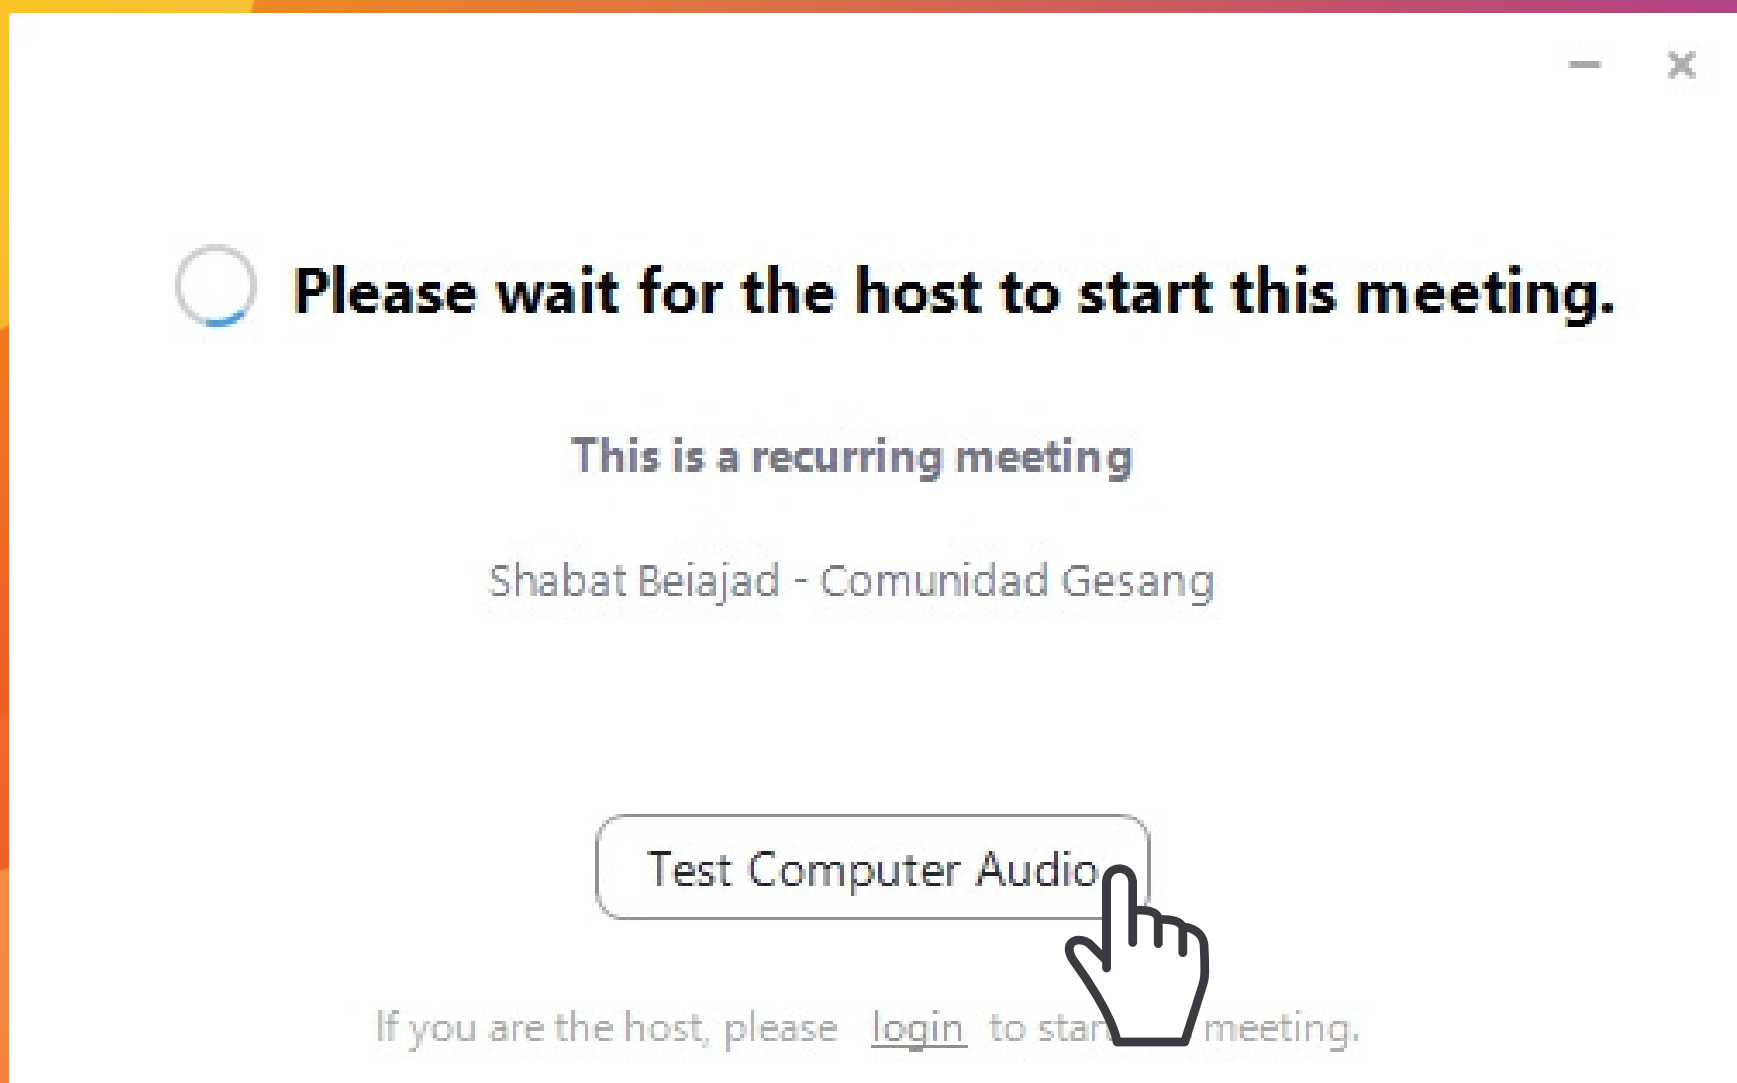 Please wait for the host to start this meeting.
This is a recurring meeting
Shabat Beiajad - Comunidad Gesang
Test Computer Audio
If you are the host, please login to star meeting.